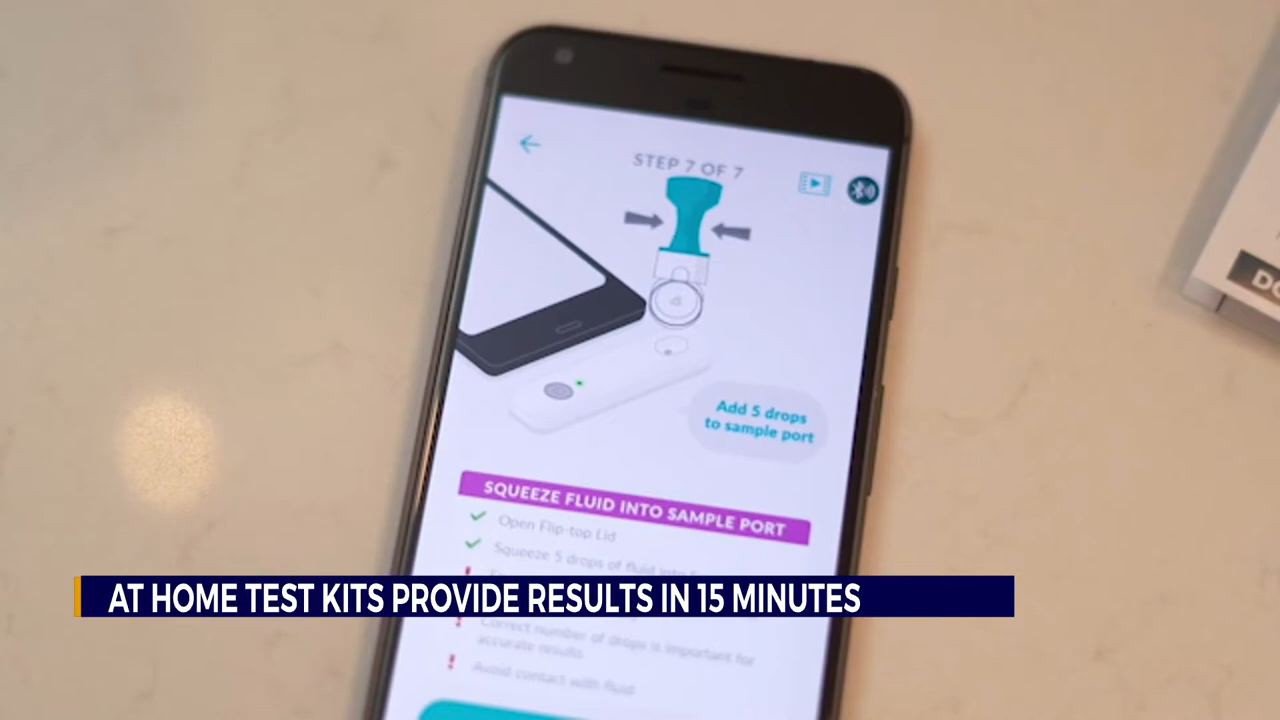 STEP 7 OF 7
Add 5 drops
to sample port
SQUEEZE FLUID INTO SAMPLE PORT
Open Flip-top Lid
Squeeze 5 drops of fluid into
AT HOME TEST KITS PROVIDE RESULTS IN 15 MINUTES
Correct number of drops is important for
accurate results
Avoid contact with fluid